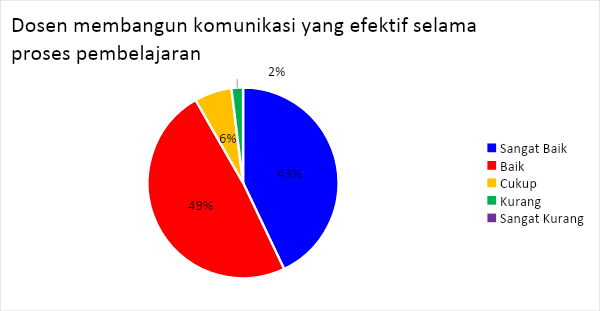 Dosen membangun komunikasi yang efektif selama
proses pembelajaran
2%
6%
43%
49%
Sangat Baik
Baik
Cukup
Kurang
Sangat Kurang